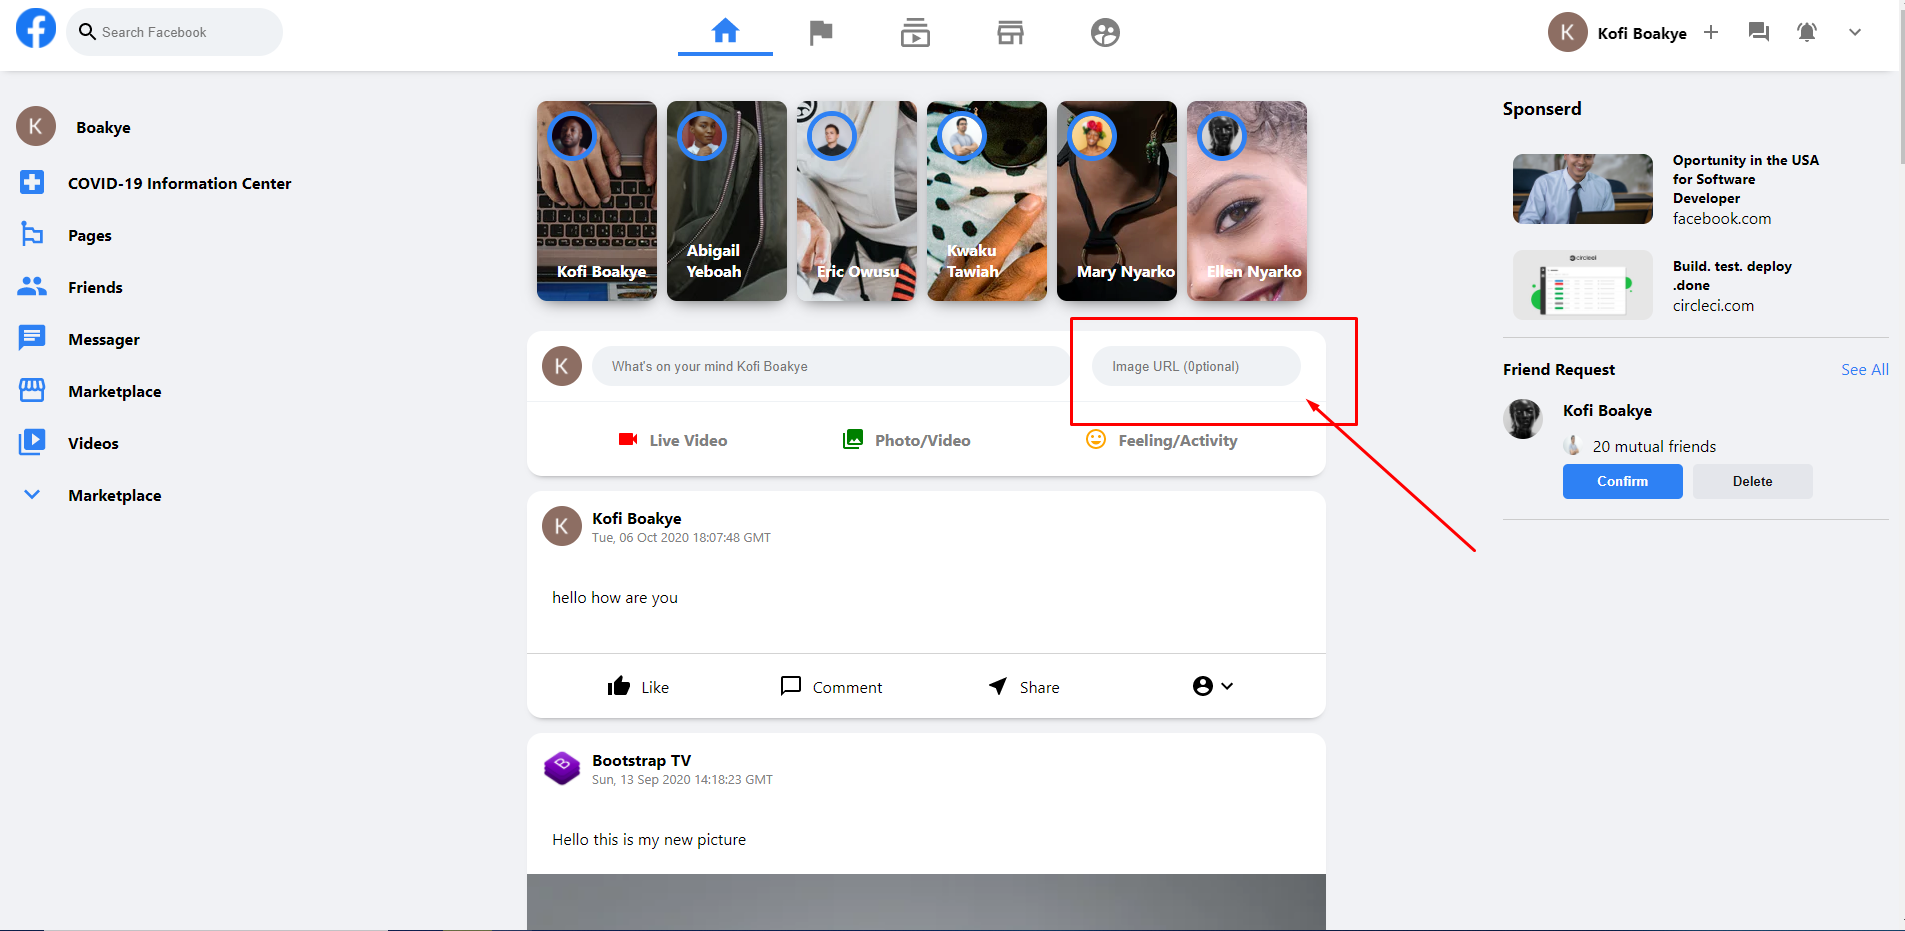 Search Facebook
K Kofi Boakye
K Boakye
COVID-19 Information Center
Pages
Friends
Messager
Marketplace
Videos
Marketplace
Kofi Boakye
Abigail
Yeboah
Eric Owusu
Kwaku
Tawiah
Mary Nyarko
Ellen Nyarko
K What's on your mind Kofi Boakye
Image URL (0ptional)
Live Video
Photo/Video
Feeling/Activity
K Kofi Boakye
Tue, 06 Oct 2020 18:07:48 GMT
hello how are you
Like
Comment
Share
B Bootstrap TV
Sun, 13 Sep 2020 14:18:23 GMT
Hello this is my new picture
Sponserd
Oportunity in the USA
for Software
Developer
facebook.com
circleci
Build. test. deploy
.done
circleci.com
Friend Request
See All
Kofi Boakye
20 mutual friends
Confirm
Delete